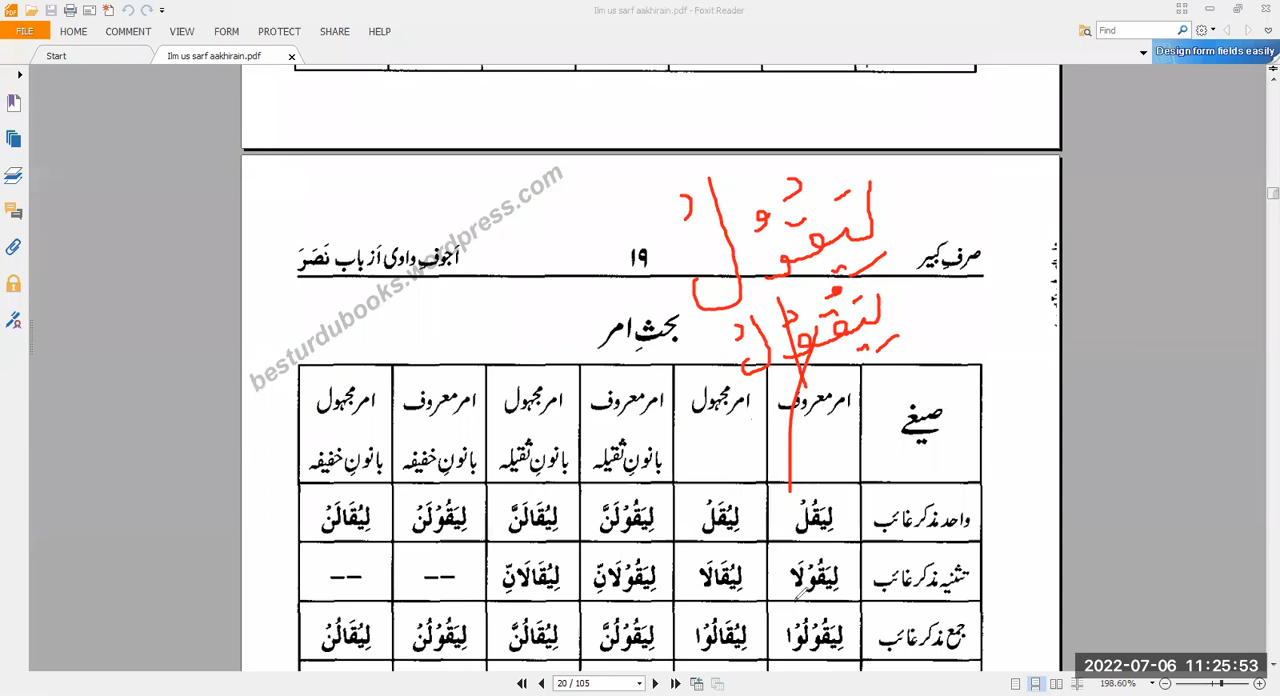 Ilm us sarf aakhirain.pdf - Foxit Reader
FILE HOME COMMENT VIEW FORM PROTECT SHARE HELP
Find
Start Ilm us sarf aakhirain.pdf
Design form fields easily
besturdubooks.wordpress.com
لِيَقْوُلْ
صرفِ کبیر ۱۹ اَجوفِ واوی اَز باب نَصَرَ
لِيَقُوْلْ
بحثِ امر
صیغے امر معروف امر مجہول امر معروف بانونِ ثقیلہ امر مجہول بانونِ ثقیلہ امر معروف بانونِ خفیفہ امر مجہول بانونِ خفیفہ
واحد مذکر غائب لِيَقُلْ لِيُقَلْ لِيَقُوْلَنَّ لِيُقَالَنَّ لِيَقُوْلَنْ لِيُقَالَنْ
تثنیہ مذکر غائب لِيَقُوْلَا لِيُقَالَا لِيَقُوْلَانِّ لِيُقَالَانِّ -- --
جمع مذکر غائب لِيَقُوْلُوْا لِيُقَالُوْا لِيَقُوْلُنَّ لِيُقَالُنَّ لِيَقُوْلُنْ لِيُقَالُنْ
2022-07-06 11:25:53
20 / 105
198.60%